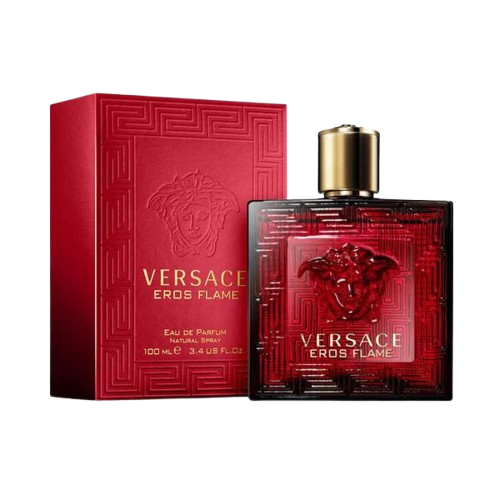 VERSACE
EROS FLAME
EAU DE PARFUM
NATURAL SPRAY
100 ML ℮ 3.4 US FL.OZ.
VERSACE
EROS FLAME